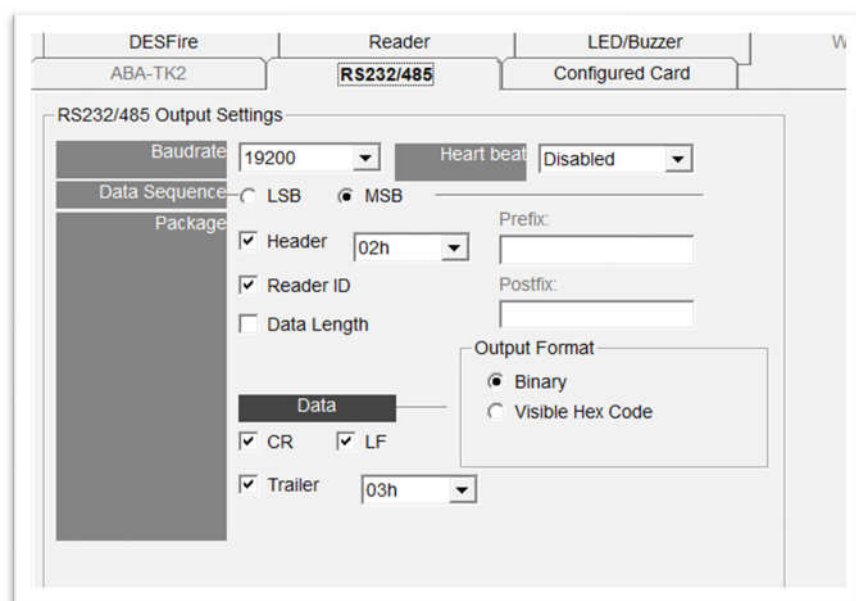 DESFire Reader LED/Buzzer W
ABA-TK2 RS232/485 Configured Card
RS232/485 Output Settings
Baudrate 19200 Heart beat Disabled
Data Sequence LSB MSB
Package
Header 02h Prefix:
Reader ID Postfix:
Data Length
Output Format
Binary
Data Visible Hex Code
CR LF
Trailer 03h